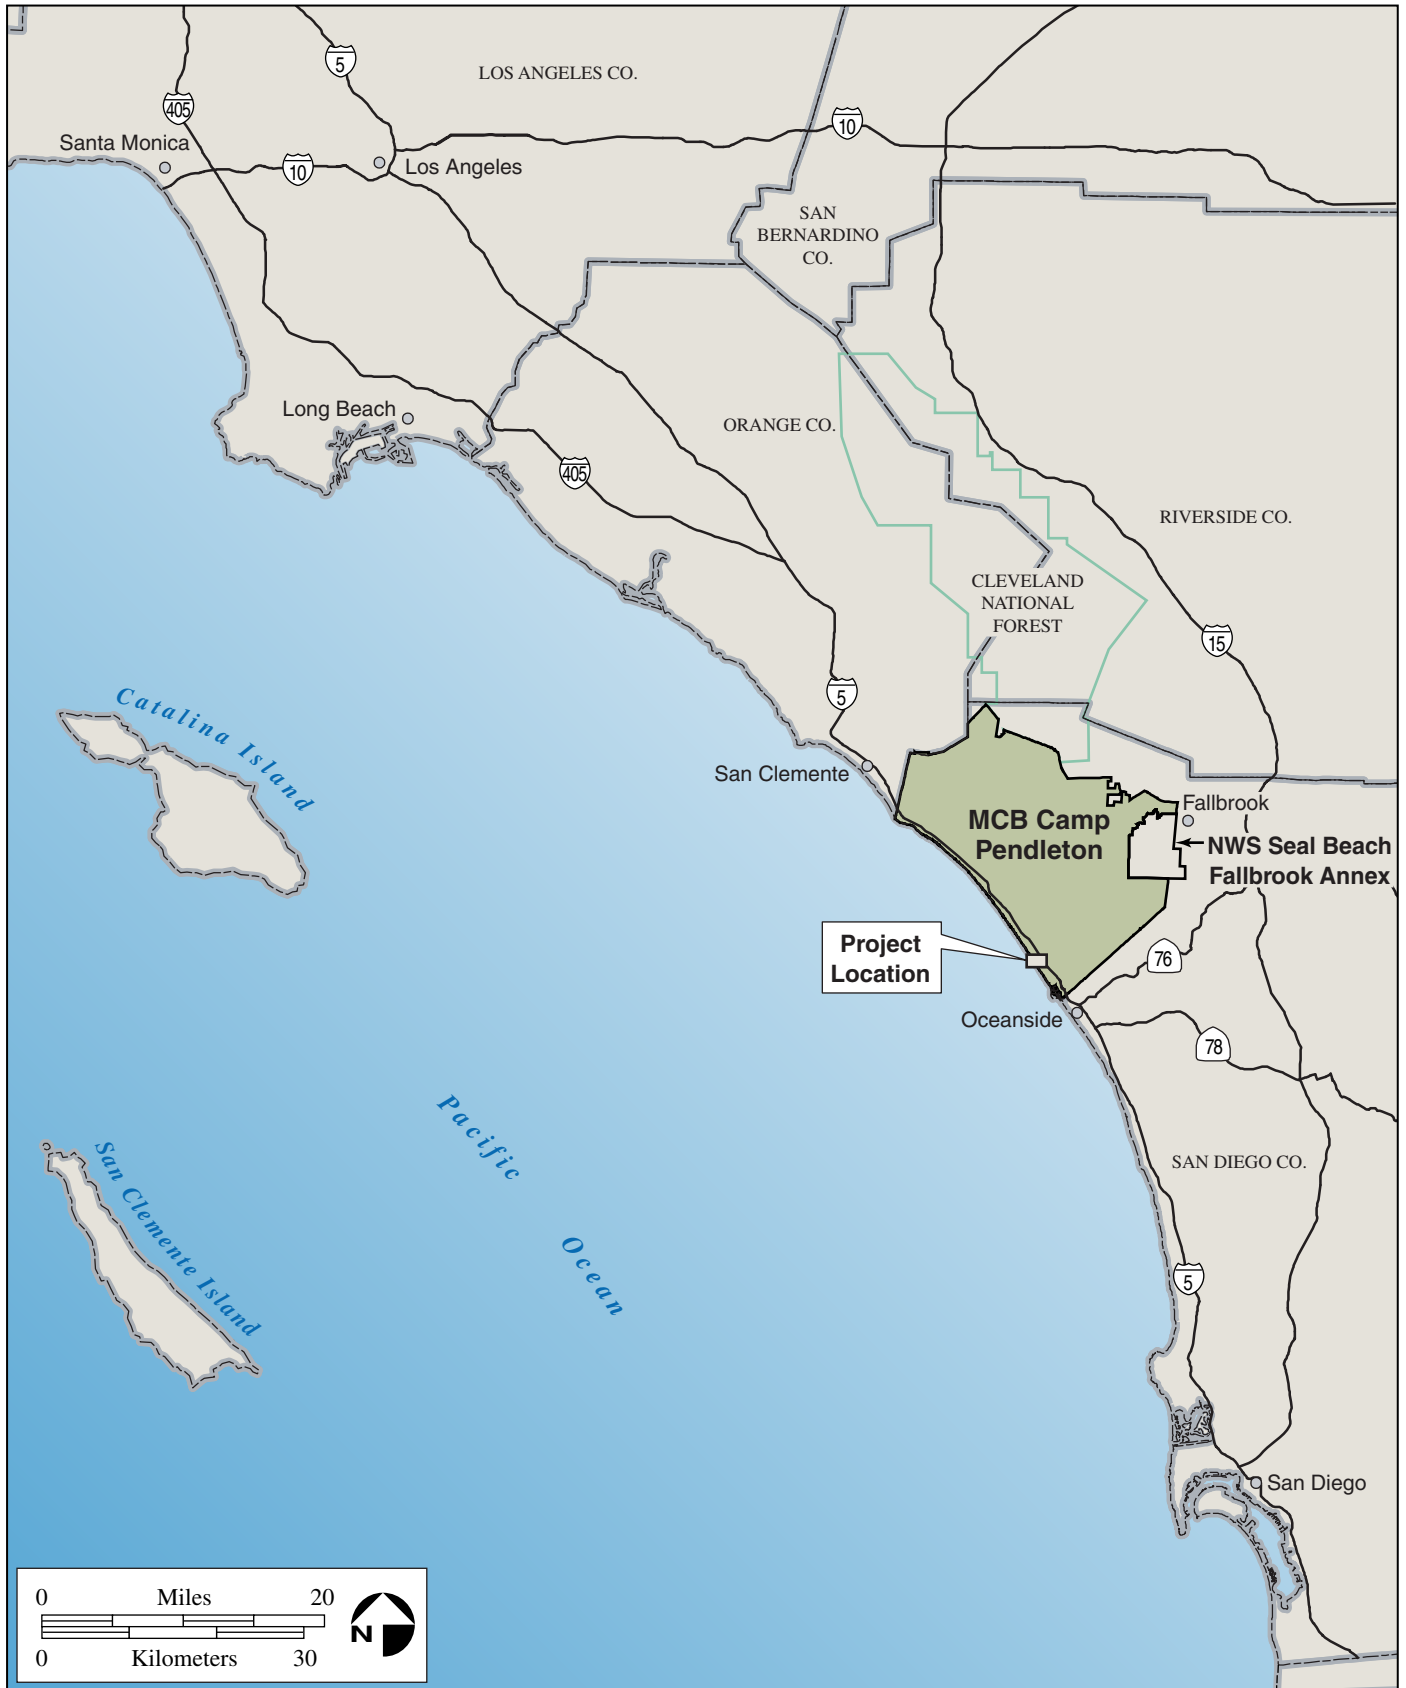 5
LOS ANGELES CO.
405
10
Santa Monica
10
Los Angeles
SAN
BERNARDINO
CO.
Long Beach
ORANGE CO.
405
RIVERSIDE CO.
CLEVELAND
NATIONAL
FOREST
15
5
Catalina Island
San Clemente
Fallbrook
MCB Camp
Pendleton
NWS Seal Beach
Fallbrook Annex
Project
Location
76
Oceanside
78
Pacific
Ocean
San Clemente Island
SAN DIEGO CO.
5
San Diego
0 Miles 20
N
0 Kilometers 30